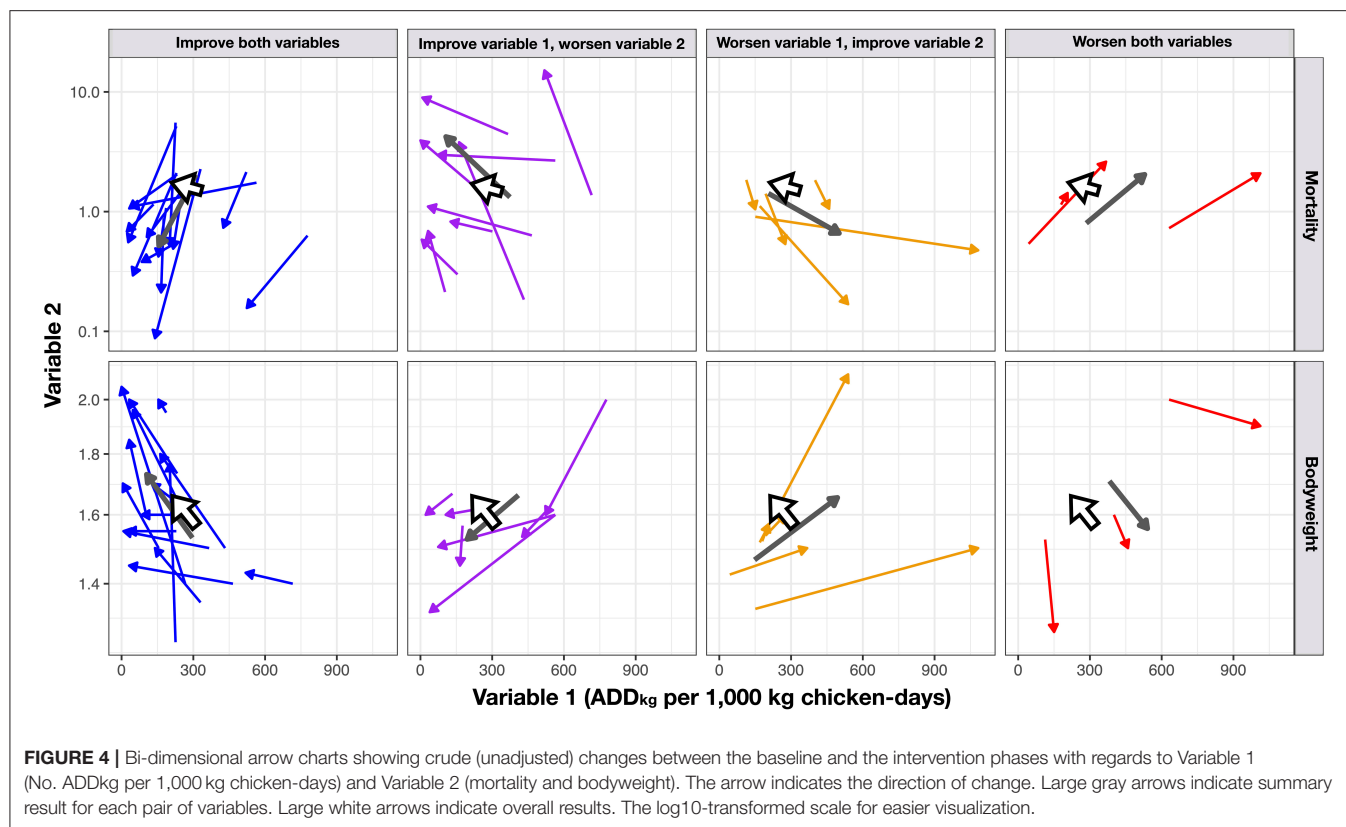 Improve both variables
Improve variable 1, worsen variable 2
Worsen variable 1, improve variable 2
Worsen both variables
10.0
1.0
0.1
Mortality
Variable 2
2.0
1.8
1.6
1.4
Bodyweight
0 300 600 900
0 300 600 900
0 300 600 900
0 300 600 900
Variable 1 (ADDkg per 1,000 kg chicken-days)
FIGURE 4 | Bi-dimensional arrow charts showing crude (unadjusted) changes between the baseline and the intervention phases with regards to Variable 1
(No. ADDkg per 1,000 kg chicken-days) and Variable 2 (mortality and bodyweight). The arrow indicates the direction of change. Large gray arrows indicate summary
result for each pair of variables. Large white arrows indicate overall results. The log10-transformed scale for easier visualization.